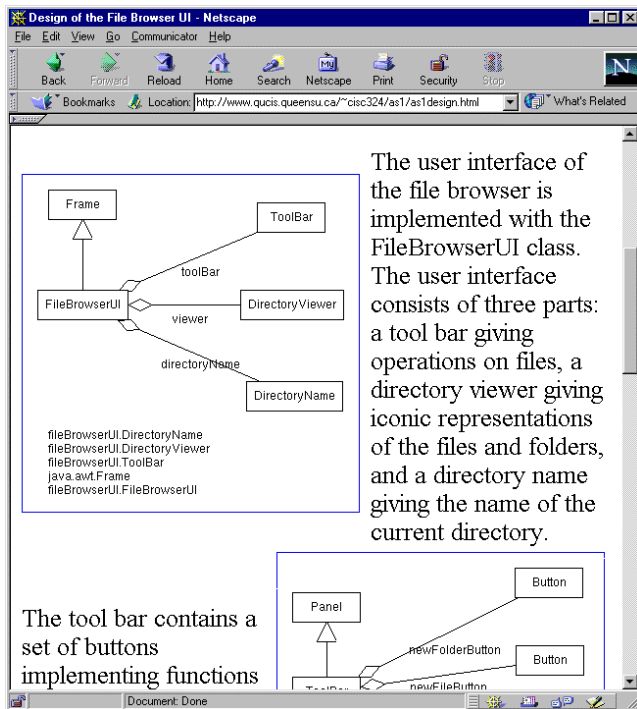 Design of the File Browser UI - Netscape
File Edit View Go Communicator Help
Back Forward Reload Home Search Netscape Print Security Stop
N
Bookmarks Location: http://www.qucis.queensu.ca/~cisc324/as1/as1design.html What's Related
Frame
ToolBar
toolBar
FileBrowserUI
DirectoryViewer
viewer
directoryName
DirectoryName
fileBrowserUI.DirectoryName
fileBrowserUI.DirectoryViewer
fileBrowserUI.ToolBar
java.awt.Frame
fileBrowserUI.FileBrowserUI
The user interface of
the file browser is
implemented with the
FileBrowserUI class.
The user interface
consists of three parts:
a tool bar giving
operations on files, a
directory viewer giving
iconic representations
of the files and folders,
and a directory name
giving the name of the
current directory.
The tool bar contains a
set of buttons
implementing functions
Button
Panel
newFolderButton
Button
ToolBar
newFileButton
Document: Done